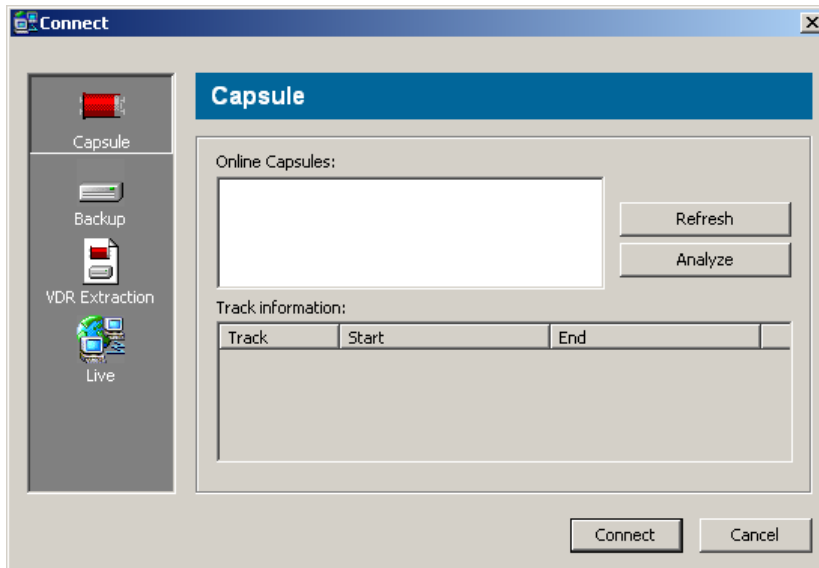 Connect
Capsule
Backup
VDR Extraction
Live
Capsule
Online Capsules:
Refresh
Analyze
Track information:
Track Start End
Connect Cancel